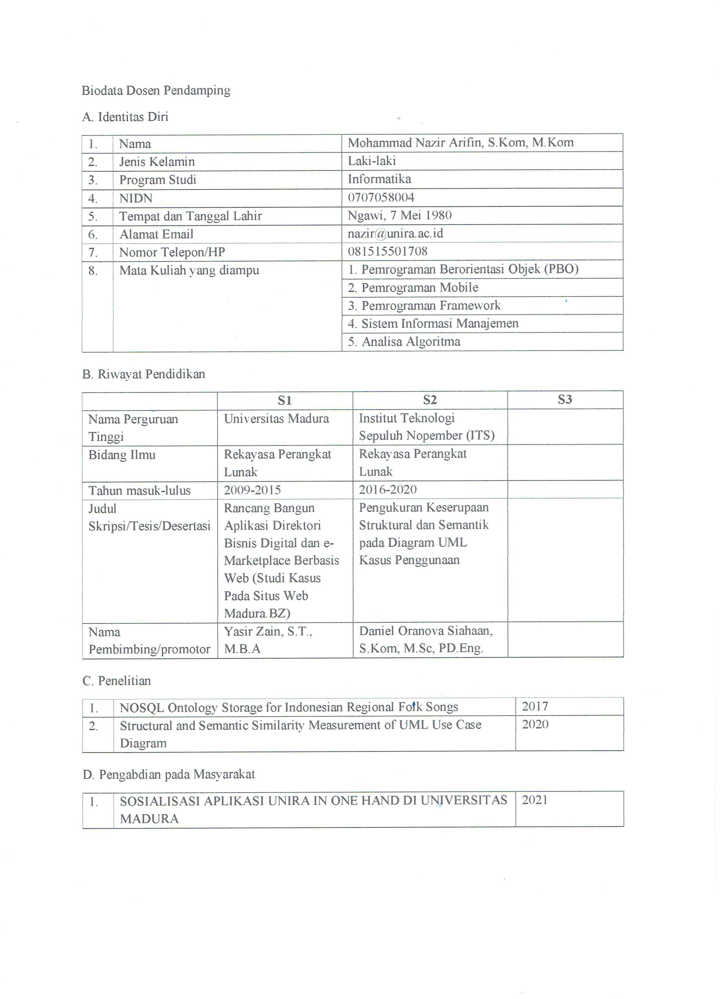 Biodata Dosen Pendamping
A. Identitas Diri
1. Nama Mohammad Nazir Arifin, S.Kom, M.Kom
2. Jenis Kelamin Laki-laki
3. Program Studi Informatika
4. NIDN 0707058004
5. Tempat dan Tanggal Lahir Ngawi, 7 Mei 1980
6. Alamat Email nazir@unira.ac.id
7. Nomor Telepon/HP 081515501708
8. Mata Kuliah yang diampu 1. Pemrograman Berorientasi Objek (PBO)
2. Pemrograman Mobile
3. Pemrograman Framework
4. Sistem Informasi Manajemen
5. Analisa Algoritma
B. Riwayat Pendidikan
S1 S2 S3
Nama Perguruan Universitas Madura Institut Teknologi
Tinggi Sepuluh Nopember (ITS)
Bidang Ilmu Rekayasa Perangkat Rekayasa Perangkat
Lunak Lunak
Tahun masuk-lulus 2009-2015 2016-2020
Judul Rancang Bangun Pengukuran Keserupaan
Skripsi/Tesis/Desertasi Aplikasi Direktori Struktural dan Semantik
Bisnis Digital dan e- pada Diagram UML
Marketplace Berbasis Kasus Penggunaan
Web (Studi Kasus
Pada Situs Web
Madura.BZ)
Nama Yasir Zain, S.T., Daniel Oranova Siahaan,
Pembimbing/promotor M.B.A S.Kom, M.Sc, PD.Eng.
C. Penelitian
1. NOSQL Ontology Storage for Indonesian Regional Folk Songs 2017
2. Structural and Semantic Similarity Measurement of UML Use Case 2020
Diagram
D. Pengabdian pada Masyarakat
1. SOSIALISASI APLIKASI UNIRA IN ONE HAND DI UNIVERSITAS 2021
MADURA